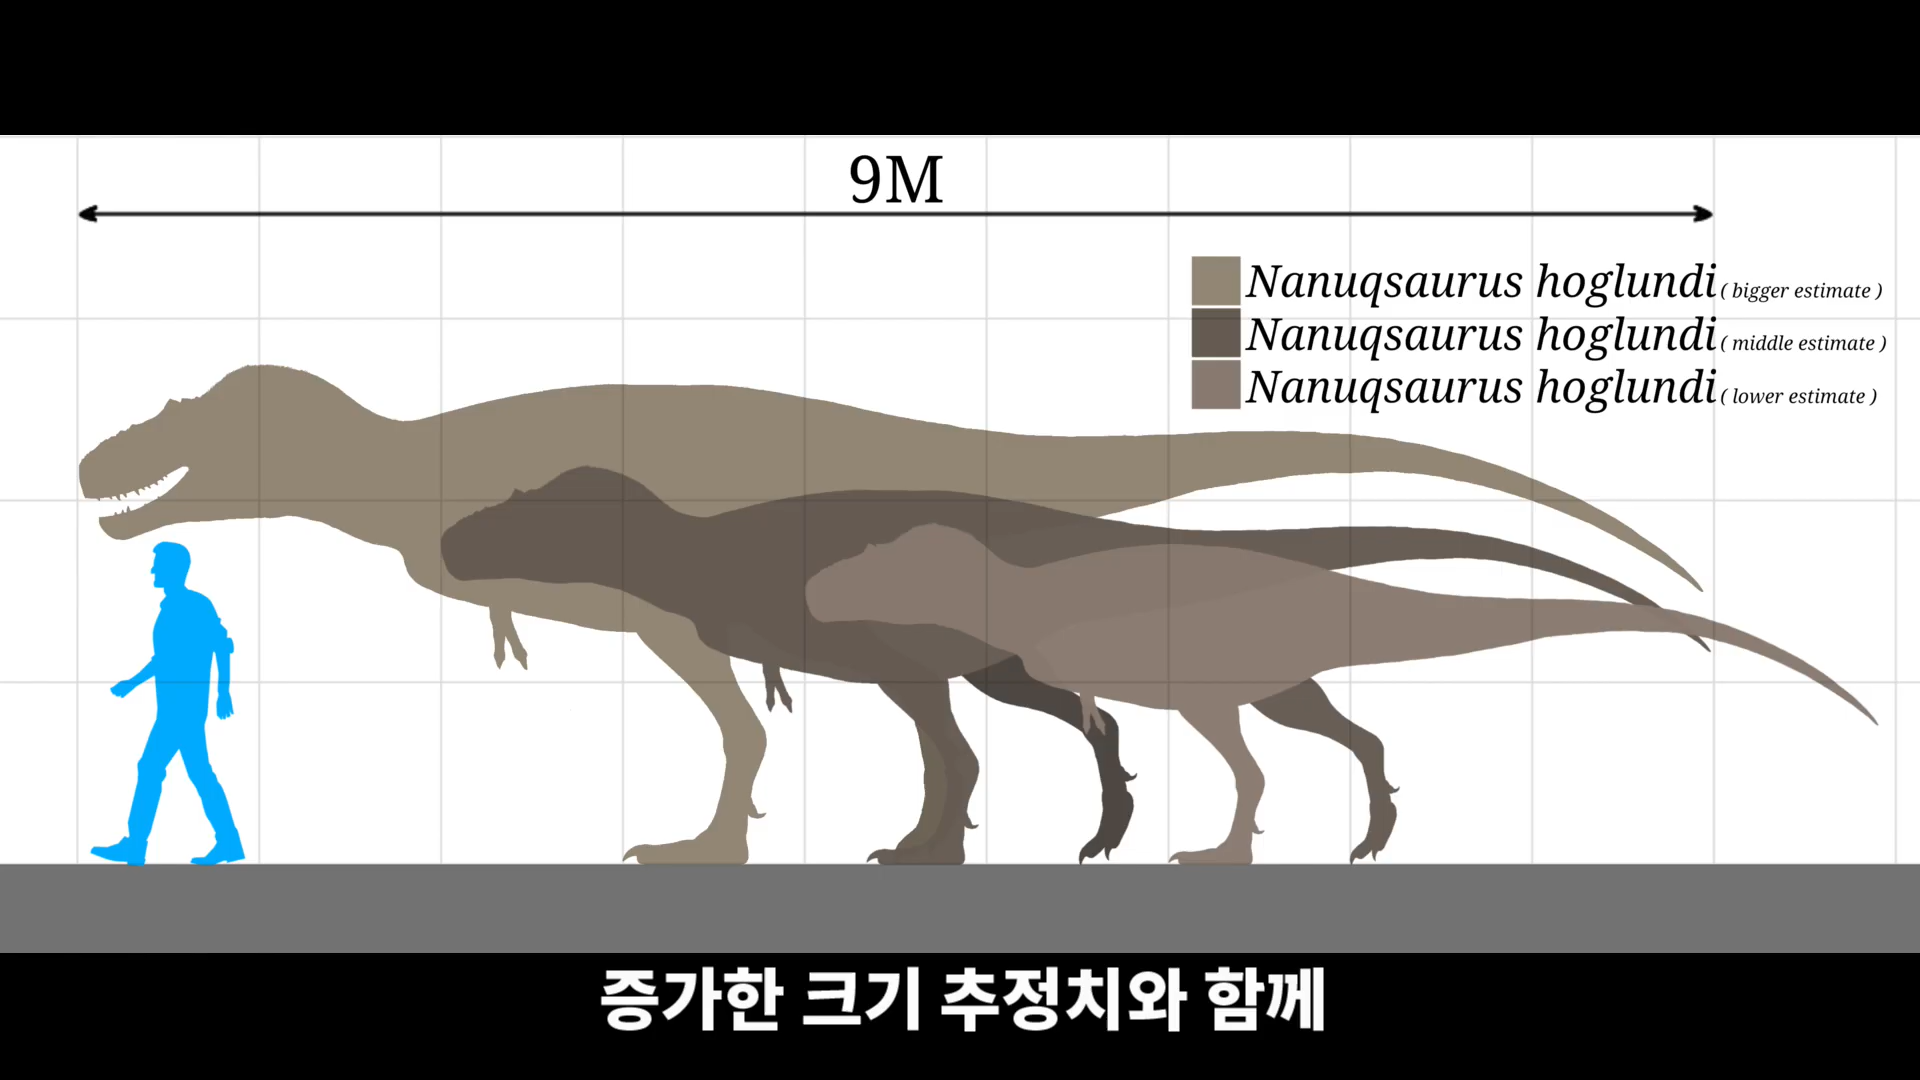 9M
Nanuqsaurus hoglundi ( bigger estimate )
Nanuqsaurus hoglundi ( middle estimate )
Nanuqsaurus hoglundi ( lower estimate )
증가한 크기 추정치와 함께